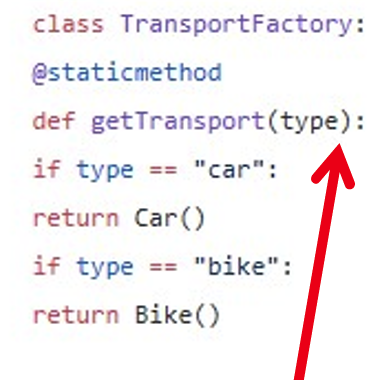 class TransportFactory:
@staticmethod
def getTransport(type):
if type == "car":
return Car()
if type == "bike":
return Bike()